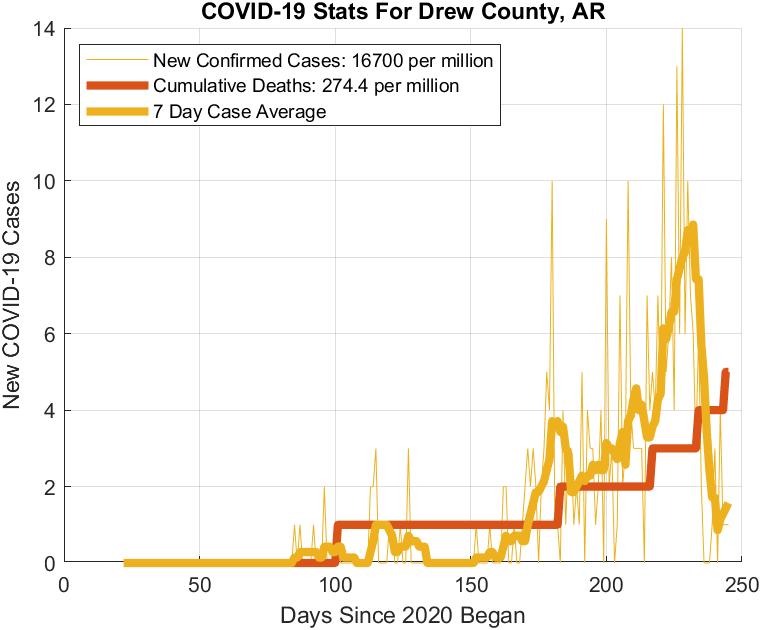 COVID-19 Stats For Drew County, AR
14
12
10
8
6
4
2
0
New COVID-19 Cases
New Confirmed Cases: 16700 per million
Cumulative Deaths: 274.4 per million
7 Day Case Average
0
50
100
150
200
250
Days Since 2020 Began